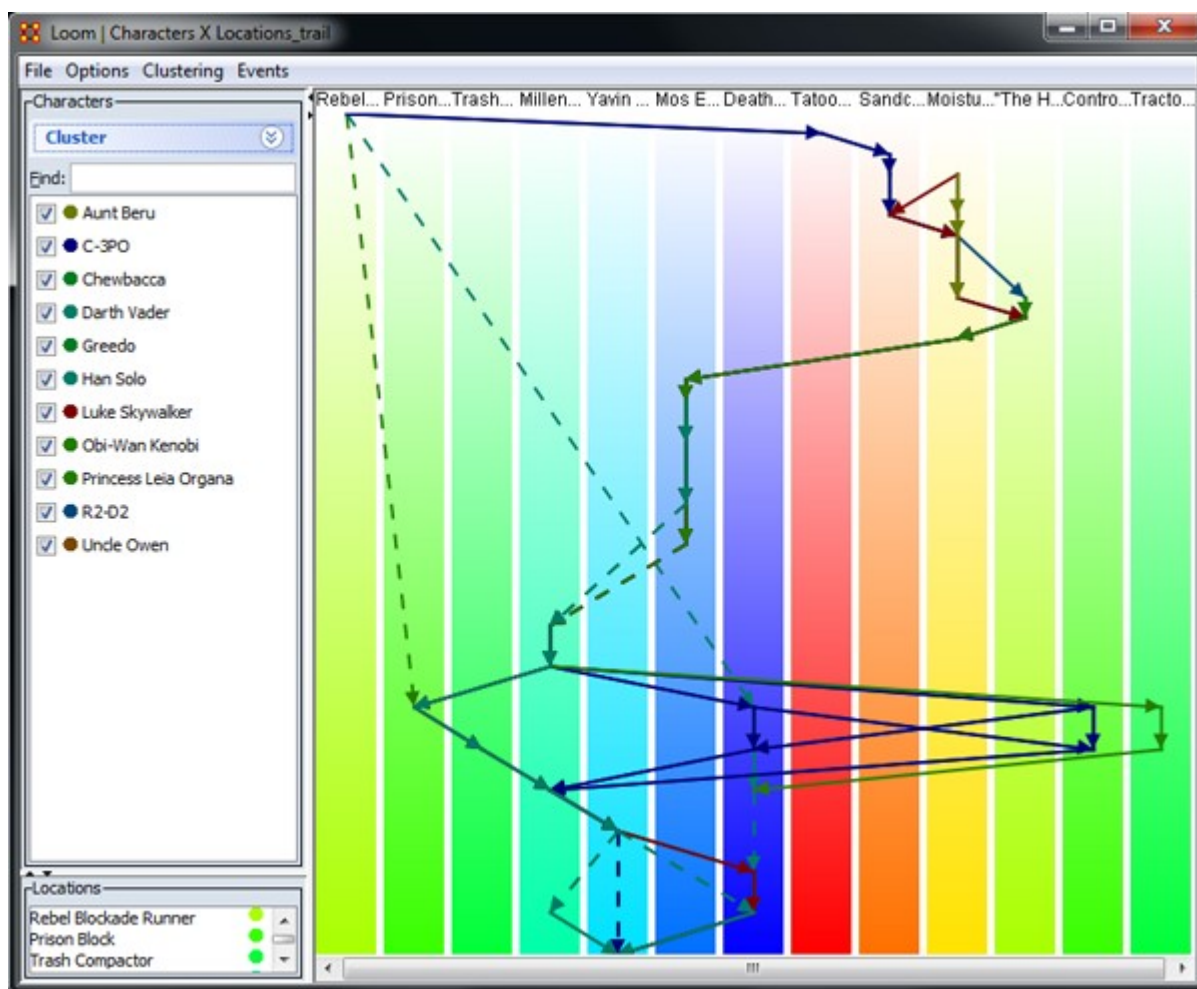 Loom | Characters X Locations_trail
File Options Clustering Events
Characters
Cluster
Find:
Aunt Beru
C-3PO
Chewbacca
Darth Vader
Greedo
Han Solo
Luke Skywalker
Obi-Wan Kenobi
Princess Leia Organa
R2-D2
Uncle Owen
Locations
Rebel Blockade Runner
Prison Block
Trash Compactor
Rebel... Prison... Trash... Millen... Yavin ... Mos E... Death... Tatoo... Sandc... Moistu... "The H... Contro... Tracto...